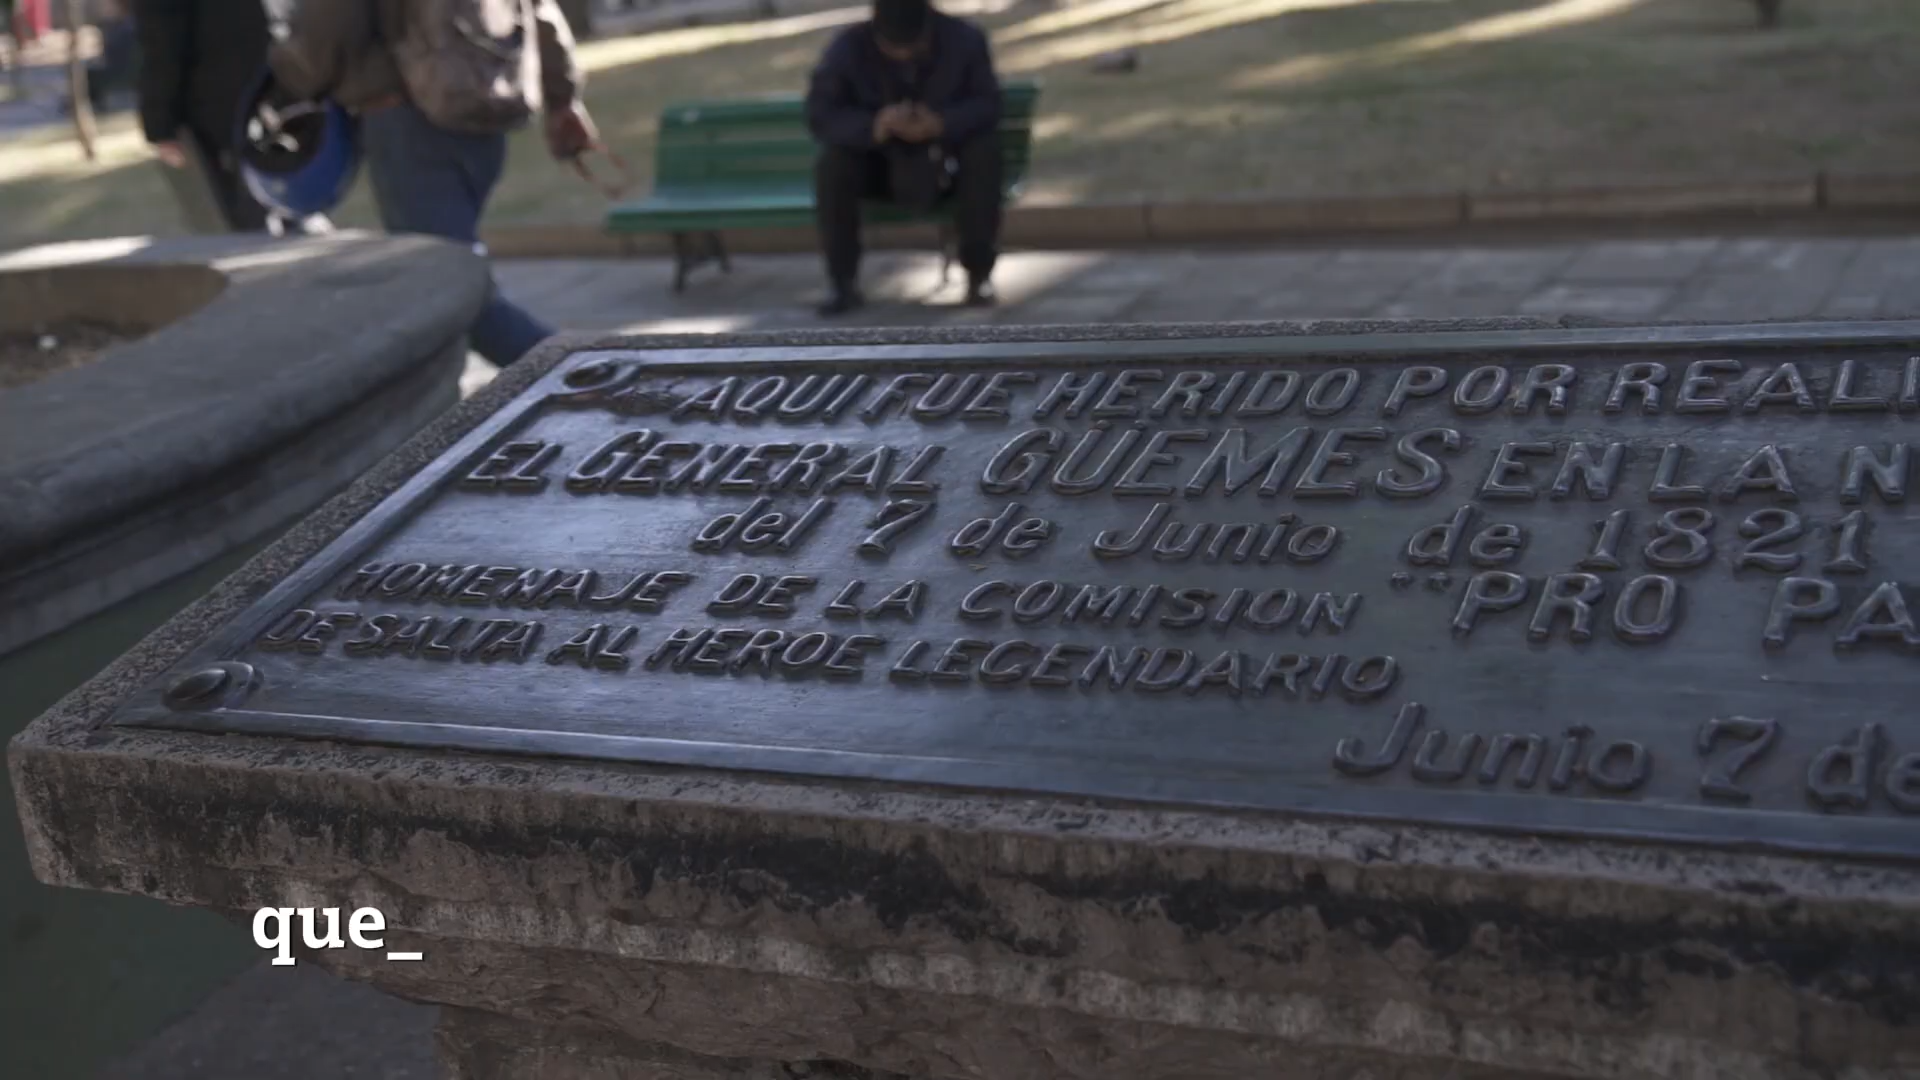 AQUI FUE HERIDO POR REALI
EL GENERAL GÜEMES EN LA N
del 7 de Junio de 1821
HOMENAJE DE LA COMISION "PRO PA
DE SALTA AL HEROE LEGENDARIO
Junio 7 de
que_